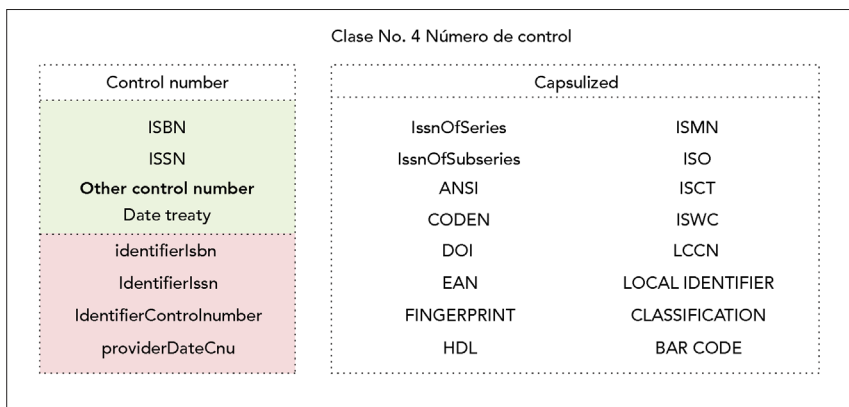 Clase No. 4 Número de control
Control number
ISBN
ISSN
Other control number
Date treaty
identifierIsbn
IdentifierIssn
IdentifierControlnumber
providerDateCnu
Capsulized
IssnOfSeries
IssnOfSubseries
ANSI
CODEN
DOI
EAN
FINGERPRINT
HDL
ISMN
ISO
ISCT
ISWC
LCCN
LOCAL IDENTIFIER
CLASSIFICATION
BAR CODE